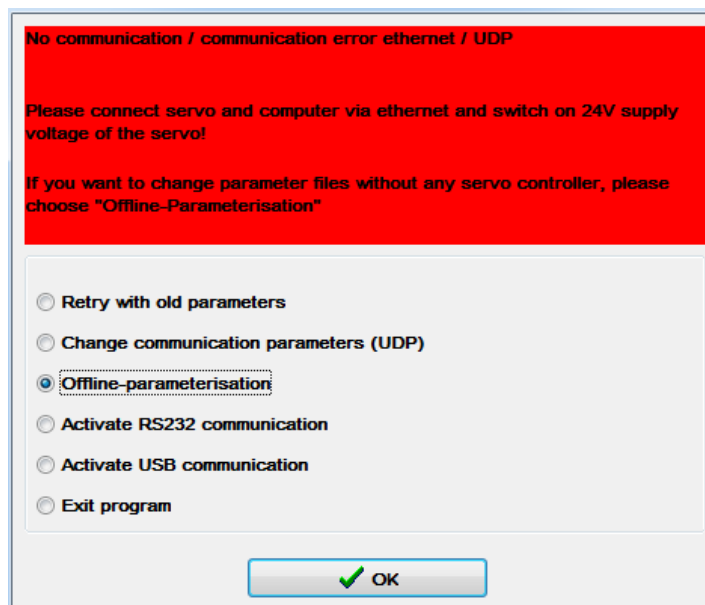 No communication / communication error ethernet / UDP
Please connect servo and computer via ethernet and switch on 24V supply
voltage of the servo!
If you want to change parameter files without any servo controller, please
choose "Offline-Parameterisation"
Retry with old parameters
Change communication parameters (UDP)
Offline-parameterisation
Activate RS232 communication
Activate USB communication
Exit program
OK